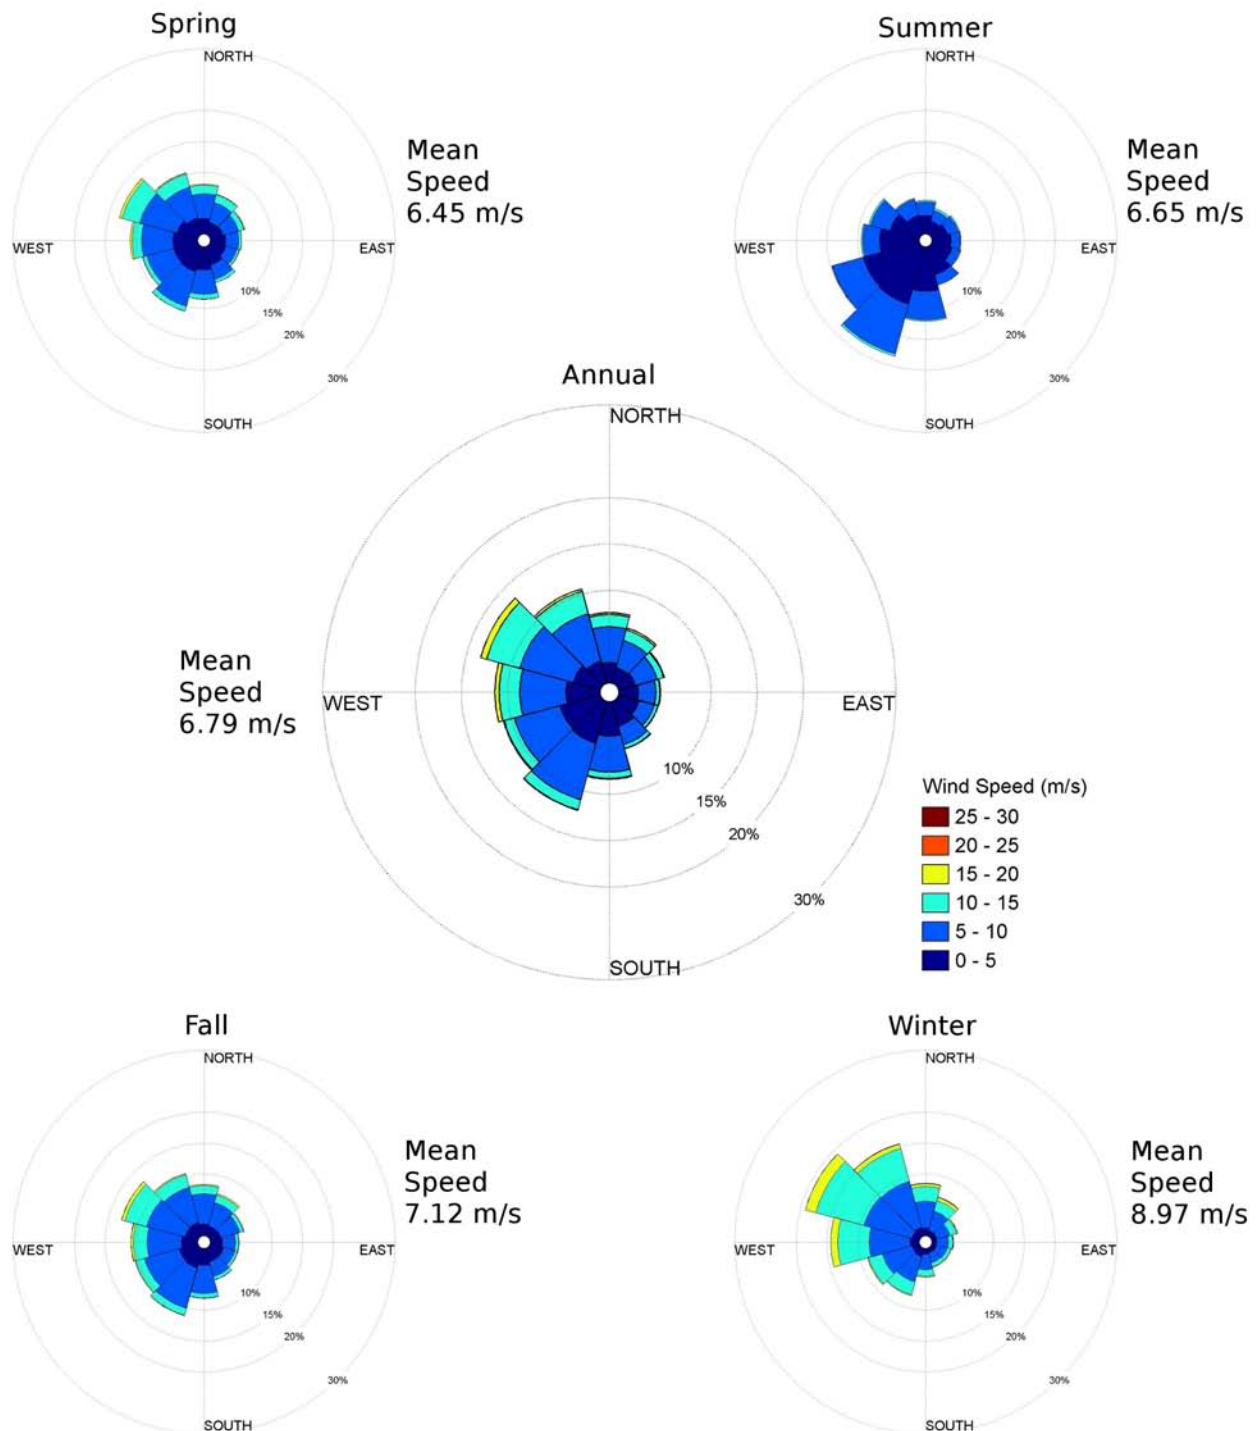 Spring
NORTH
WEST
EAST
SOUTH
10%
15%
20%
30%
Mean
Speed
6.45 m/s
Summer
NORTH
WEST
EAST
SOUTH
10%
15%
20%
30%
Mean
Speed
6.65 m/s
Annual
NORTH
WEST
EAST
SOUTH
10%
15%
20%
30%
Mean
Speed
6.79 m/s
Wind Speed (m/s)
25 - 30
20 - 25
15 - 20
10 - 15
5 - 10
0 - 5
Fall
NORTH
WEST
EAST
SOUTH
10%
15%
20%
30%
Mean
Speed
7.12 m/s
Winter
NORTH
WEST
EAST
SOUTH
10%
15%
20%
30%
Mean
Speed
8.97 m/s